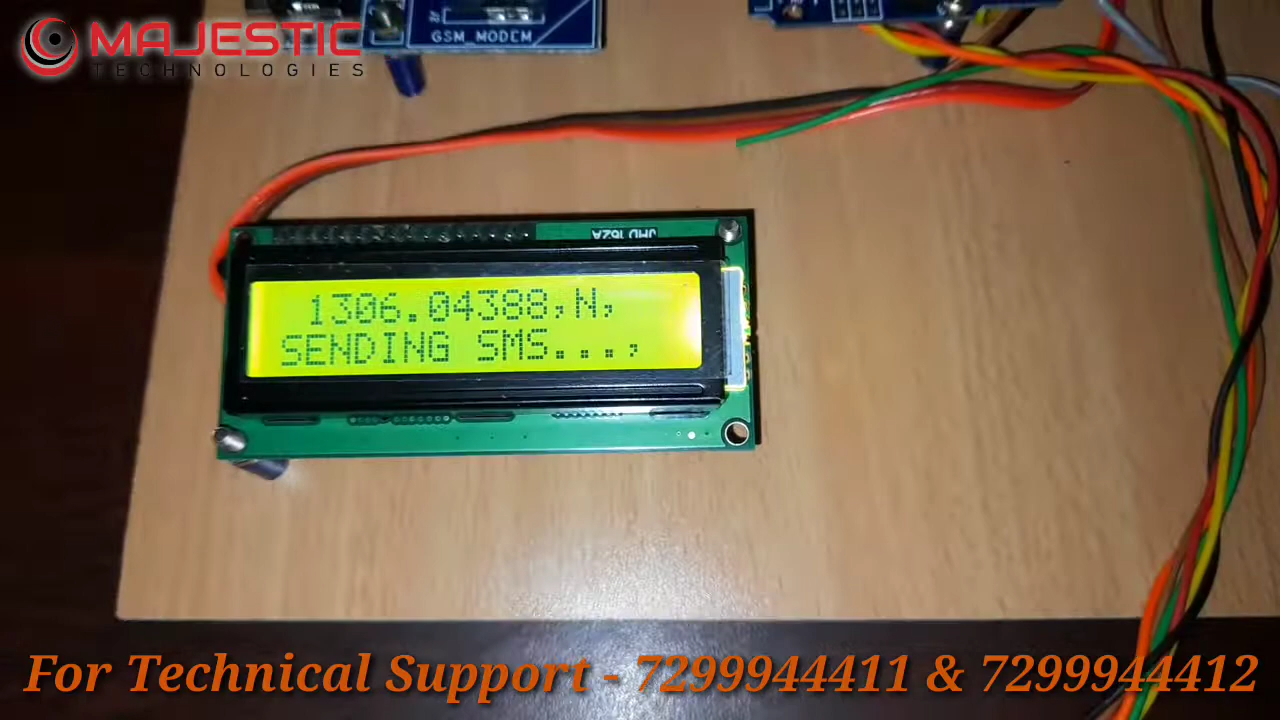 MAJESTIC
TECHNOLOGIES
GSM_MODEM
JHD 162A
1306.04388,N,
SENDING SMS...,
For Technical Support - 7299944411 & 7299944412